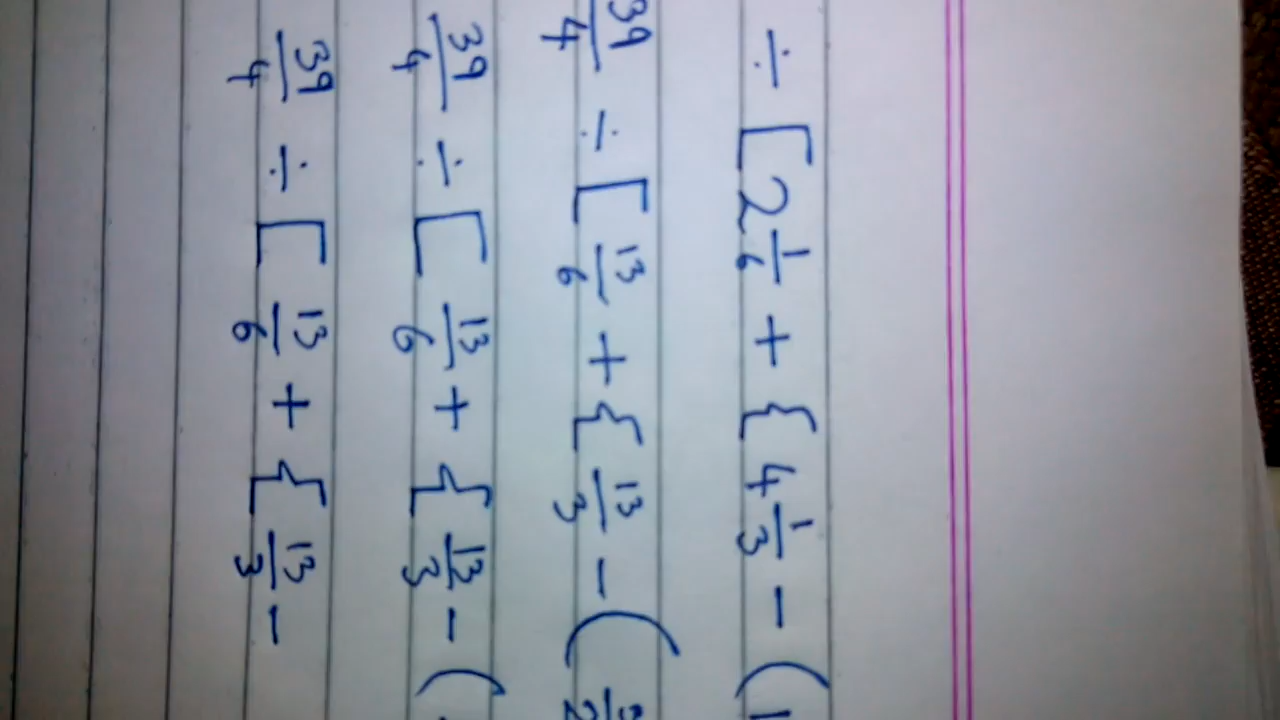 ÷ [2 1/6 + {4 1/3 - (1
39/4 ÷ [13/6 + {13/3 - (
39/4 ÷ [13/6 + {13/3 - (
39/4 ÷ [13/6 + {13/3 -